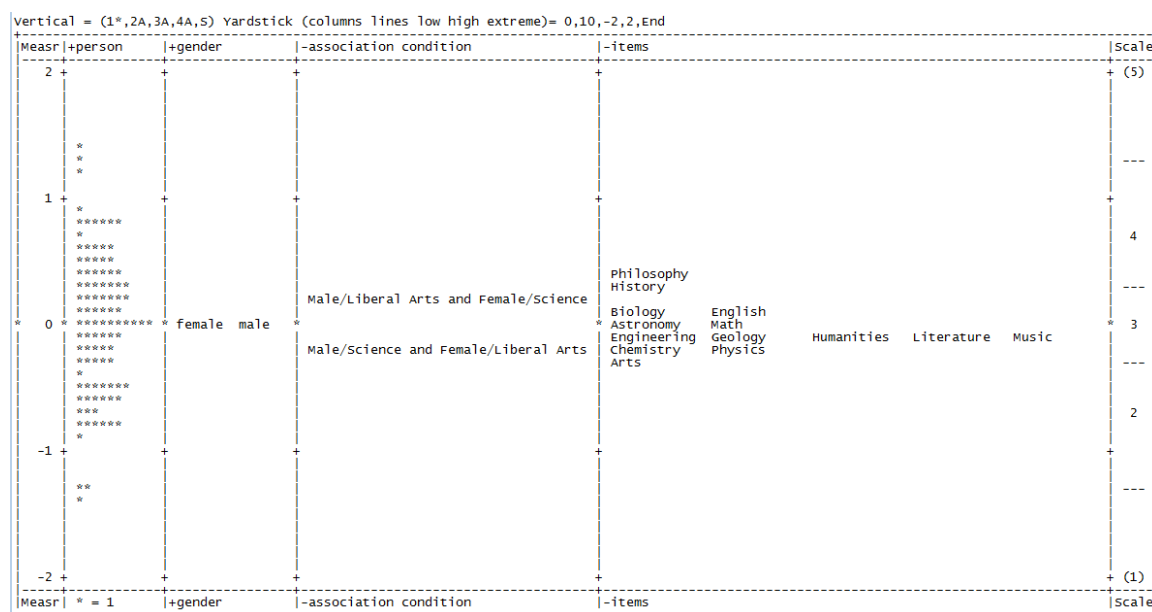 Vertical = (1*,2A,3A,4A,S) Yardstick (columns lines low high extreme)= 0,10,-2,2,End
|Measr|+person |+gender |-association condition |-items |Scale
2 + + + + + (5)
*
* ---
*
1 + + + + +
*
******
* 4
*****
*****
****** Philosophy
******* History ---
******* Male/Liberal Arts and Female/Science
****** Biology English
* 0 * ********** * female male * * Astronomy Math * 3
****** Engineering Geology Humanities Literature Music
***** Male/Science and Female/Liberal Arts Chemistry Physics
***** Arts ---
*
*******
******
*** 2
******
*
-1 + + + + +
** ---
*
-2 + + + + + (1)
|Measr| * = 1 |+gender |-association condition |-items |Scale